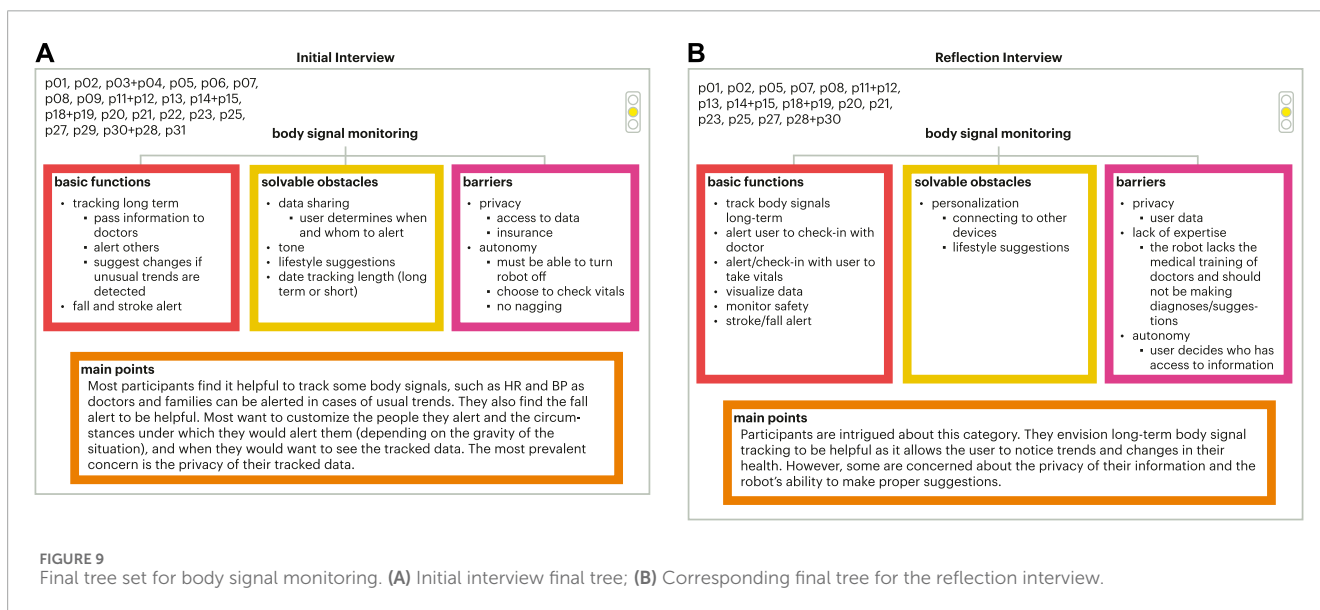 A
Initial Interview
p01, p02, p03+p04, p05, p06, p07,
p08, p09, p11+p12, p13, p14+p15,
p18+p19, p20, p21, p22, p23, p25,
p27, p29, p30+p28, p31
body signal monitoring
basic functions
• tracking long term
▪ pass information to
doctors
▪ alert others
▪ suggest changes if
unusual trends are
detected
• fall and stroke alert
solvable obstacles
• data sharing
▪ user determines when
and whom to alert
• tone
• lifestyle suggestions
• date tracking length (long
term or short)
barriers
• privacy
▪ access to data
▪ insurance
• autonomy
▪ must be able to turn
robot off
▪ choose to check vitals
▪ no nagging
main points
Most participants find it helpful to track some body signals, such as HR and BP as
doctors and families can be alerted in cases of usual trends. They also find the fall
alert to be helpful. Most want to customize the people they alert and the circum-
stances under which they would alert them (depending on the gravity of the
situation), and when they would want to see the tracked data. The most prevalent
concern is the privacy of their tracked data.
B
Reflection Interview
p01, p02, p05, p07, p08, p11+p12,
p13, p14+p15, p18+p19, p20, p21,
p23, p25, p27, p28+p30
body signal monitoring
basic functions
• track body signals
long-term
• alert user to check-in with
doctor
• alert/check-in with user to
take vitals
• visualize data
• monitor safety
• stroke/fall alert
solvable obstacles
• personalization
▪ connecting to other
devices
▪ lifestyle suggestions
barriers
• privacy
▪ user data
• lack of expertise
▪ the robot lacks the
medical training of
doctors and should
not be making
diagnoses/sugges-
tions
• autonomy
▪ user decides who has
access to information
main points
Participants are intrigued about this category. They envision long-term body signal
tracking to be helpful as it allows the user to notice trends and changes in their
health. However, some are concerned about the privacy of their information and the
robot's ability to make proper suggestions.
FIGURE 9
Final tree set for body signal monitoring. (A) Initial interview final tree; (B) Corresponding final tree for the reflection interview.